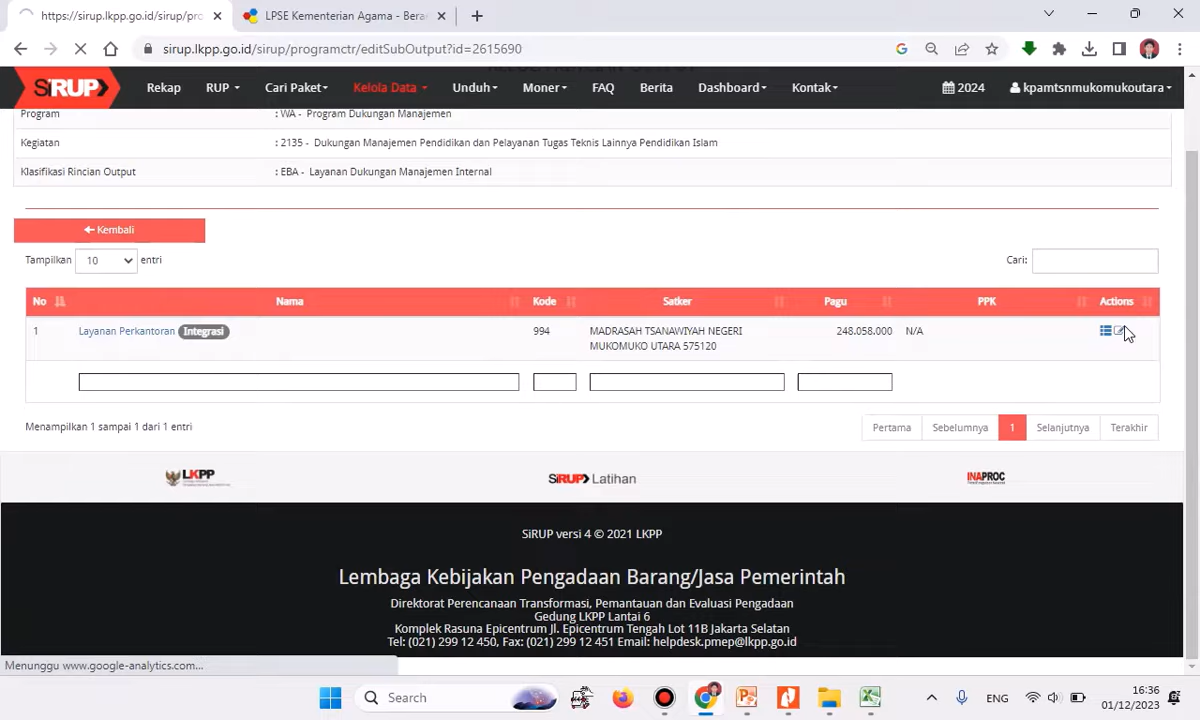 https://sirup.lkpp.go.id/sirup/pro
LPSE Kementerian Agama - Bera
sirup.lkpp.go.id/sirup/programctr/editSubOutput?id=2615690
SiRUP
Rekap
RUP
Cari Paket
Kelola Data
Unduh
Moner
FAQ
Berita
Dashboard
Kontak
2024
kpamtsnmukomukoutara
Program : WA - Program Dukungan Manajemen
Kegiatan : 2135 - Dukungan Manajemen Pendidikan dan Pelayanan Tugas Teknis Lainnya Pendidikan Islam
Klasifikasi Rincian Output : EBA - Layanan Dukungan Manajemen Internal
Kembali
Tampilkan 10 entri
Cari:
No Nama Kode Satker Pagu PPK Actions
1 Layanan Perkantoran Integrasi 994 MADRASAH TSANAWIYAH NEGERI MUKOMUKO UTARA 575120 248.058.000 N/A
Menampilkan 1 sampai 1 dari 1 entri
Pertama Sebelumnya 1 Selanjutnya Terakhir
LKPP
SiRUP Latihan
INAPROC
SiRUP versi 4 © 2021 LKPP
Lembaga Kebijakan Pengadaan Barang/Jasa Pemerintah
Direktorat Perencanaan Transformasi, Pemantauan dan Evaluasi Pengadaan
Gedung LKPP Lantai 6
Komplek Rasuna Epicentrum Jl. Epicentrum Tengah Lot 11B Jakarta Selatan
Tel: (021) 299 12 450, Fax: (021) 299 12 451 Email: helpdesk.pmep@lkpp.go.id
Menunggu www.google-analytics.com...
Search
ENG
16:36
01/12/2023